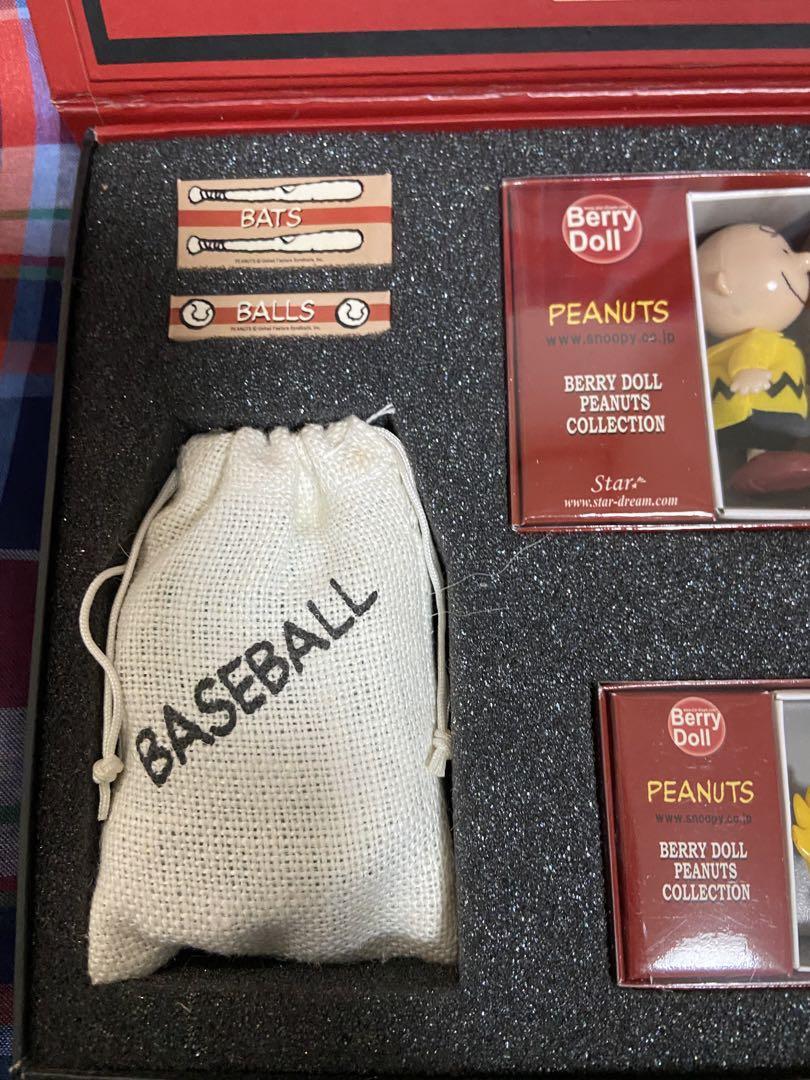 BATS
PEANUTS © United Feature Syndicate, Inc.
BALLS
PEANUTS © United Feature Syndicate, Inc.
BASEBALL
Berry
Doll
PEANUTS
www.snoopy.co.jp
BERRY DOLL
PEANUTS
COLLECTION
Star
www.star-dream.com
Berry
Doll
PEANUTS
www.snoopy.co.jp
BERRY DOLL
PEANUTS
COLLECTION